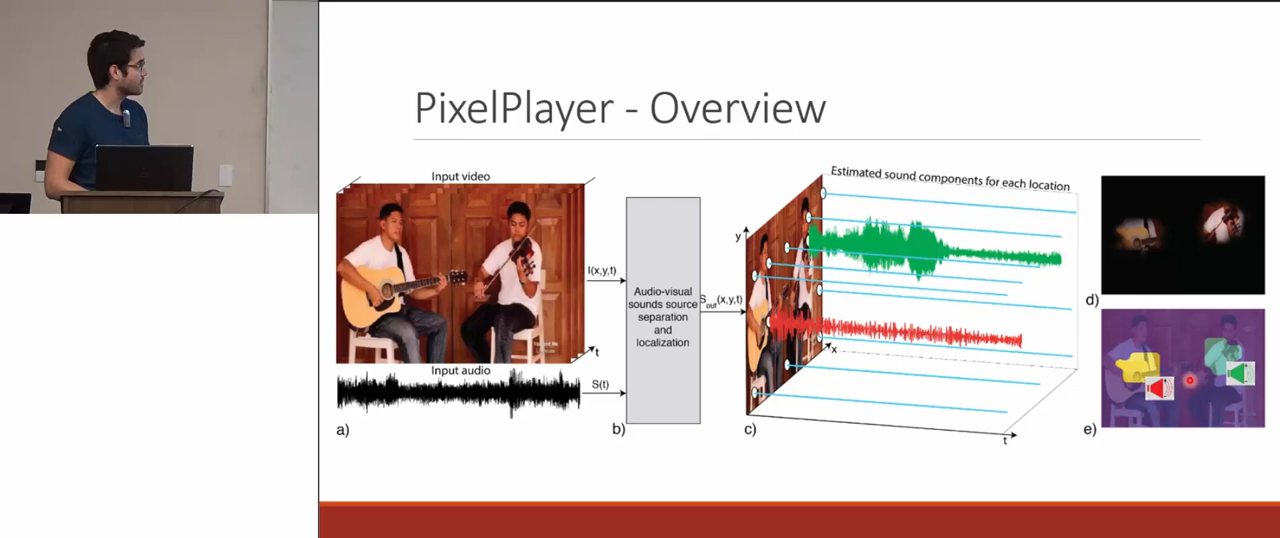 PixelPlayer - Overview
Input video
I(x,y,t)
t
Input audio
S(t)
a)
Audio-visual
sounds source
separation
and
localization
b)
S_out(x,y,t)
Estimated sound components for each location
y
x
t
c)
d)
e)